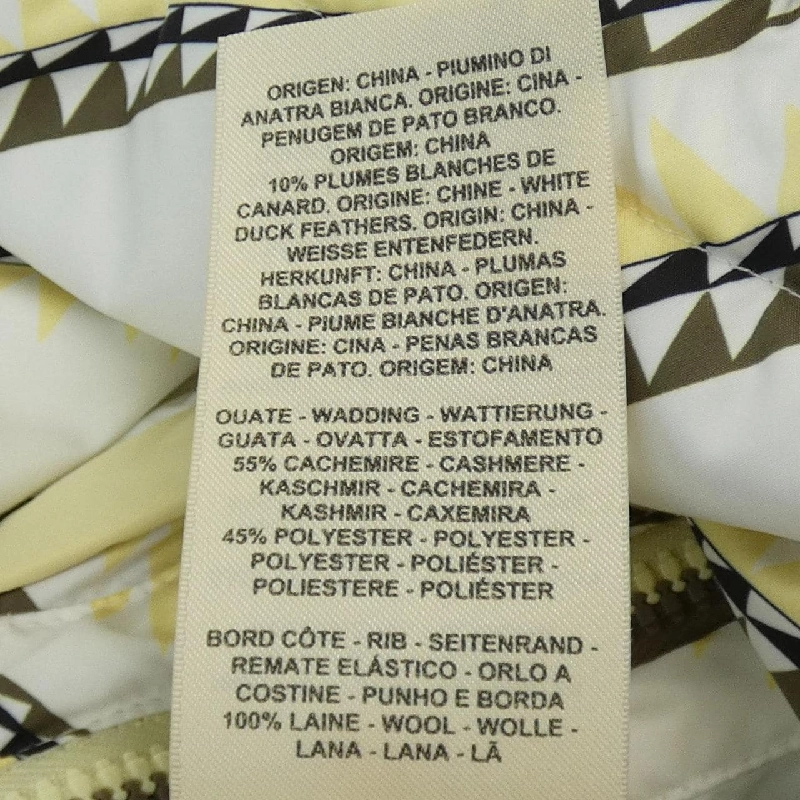 ORIGEN: CHINA - PIUMINO DI
ANATRA BIANCA. ORIGINE: CINA -
PENUGEM DE PATO BRANCO.
ORIGEM: CHINA
10% PLUMES BLANCHES DE
CANARD. ORIGINE: CHINE - WHITE
DUCK FEATHERS. ORIGIN: CHINA -
WEISSE ENTENFEDERN.
HERKUNFT: CHINA - PLUMAS
BLANCAS DE PATO. ORIGEN:
CHINA - PIUME BIANCHE D'ANATRA.
ORIGINE: CINA - PENAS BRANCAS
DE PATO. ORIGEM: CHINA
OUATE - WADDING - WATTIERUNG -
GUATA - OVATTA - ESTOFAMENTO
55% CACHEMIRE - CASHMERE -
KASCHMIR - CACHEMIRA -
KASHMIR - CAXEMIRA
45% POLYESTER - POLYESTER -
POLYESTER - POLIÉSTER -
POLIESTERE - POLIÉSTER
BORD CÔTE - RIB - SEITENRAND -
REMATE ELÁSTICO - ORLO A
COSTINE - PUNHO E BORDA
100% LAINE - WOOL - WOLLE -
LANA - LANA - LÃ